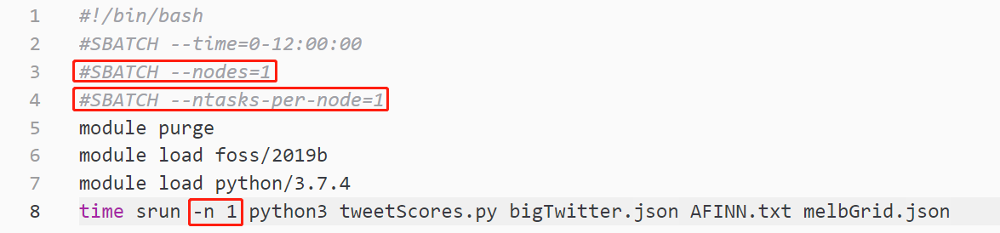 1 #!/bin/bash
2 #SBATCH --time=0-12:00:00
3 #SBATCH --nodes=1
4 #SBATCH --ntasks-per-node=1
5 module purge
6 module load foss/2019b
7 module load python/3.7.4
8 time srun -n 1 python3 tweetScores.py bigTwitter.json AFINN.txt melbGrid.json